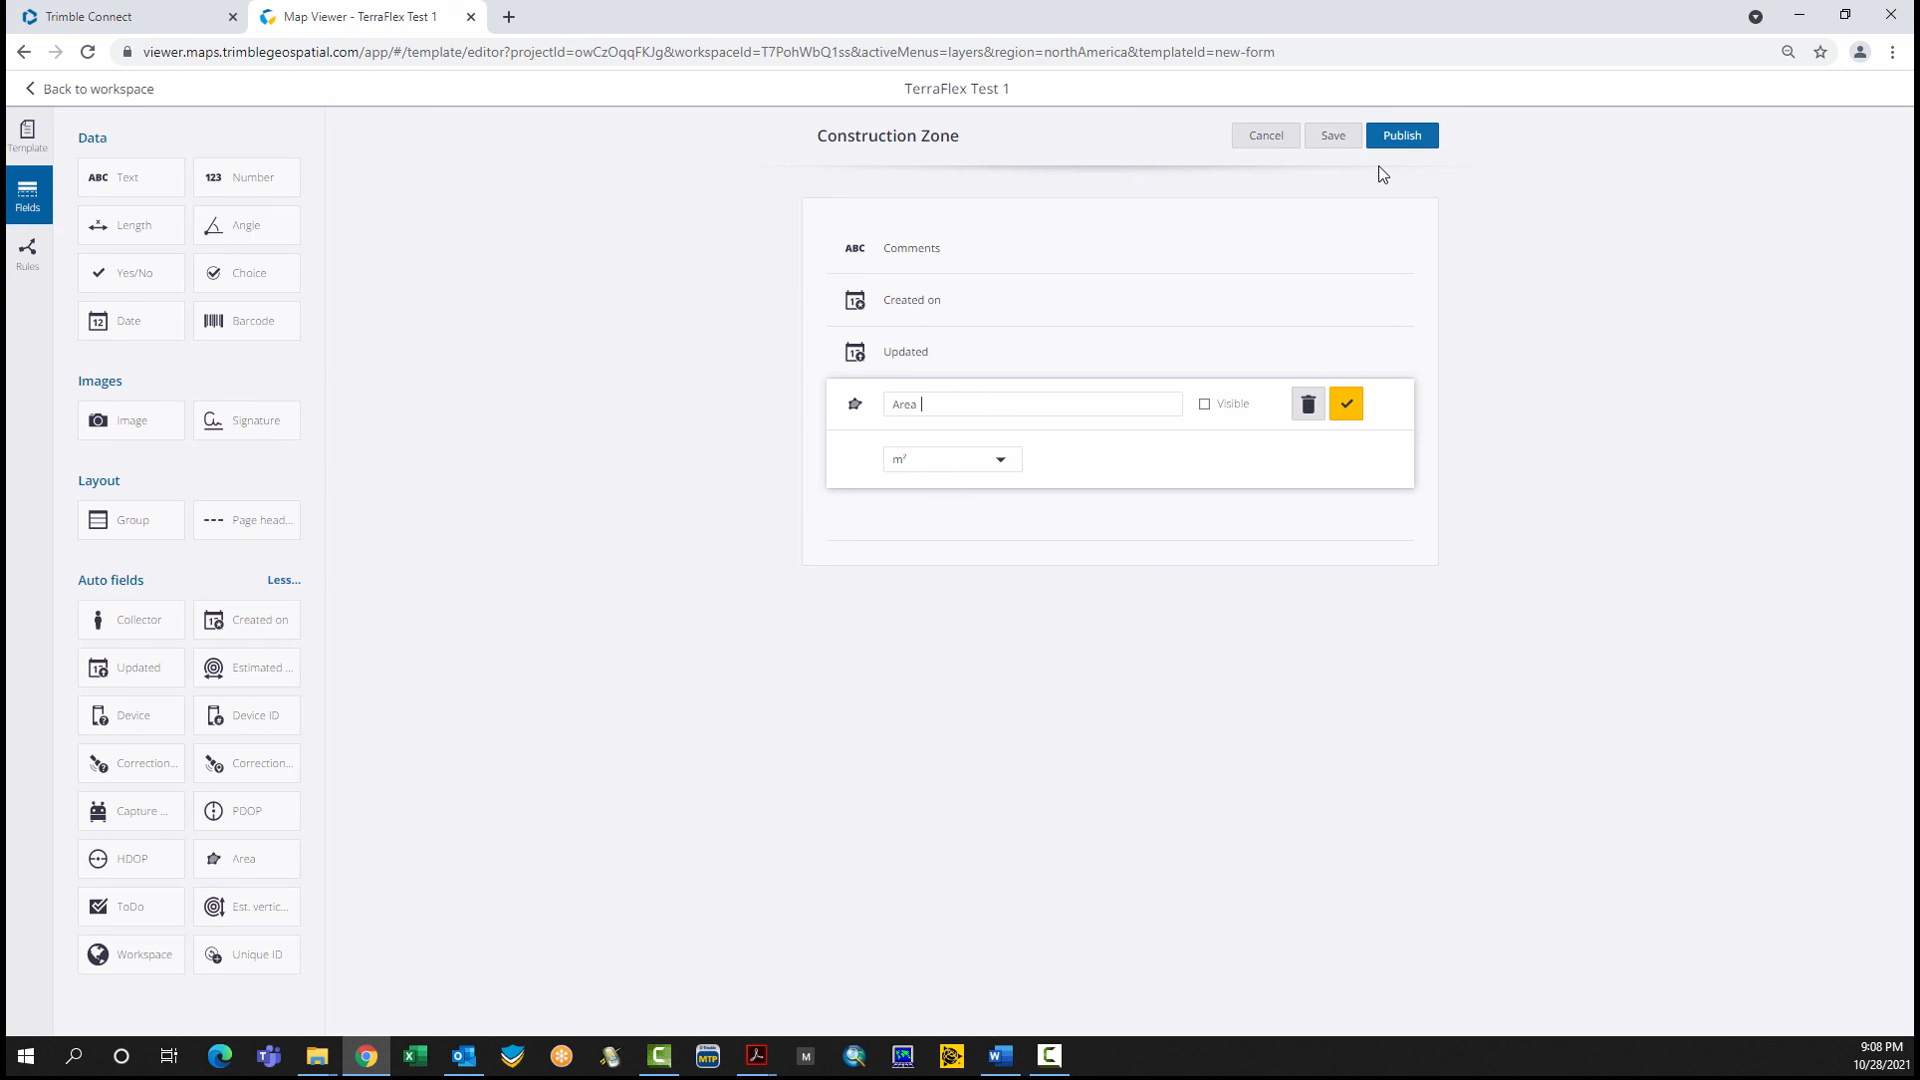 Trimble Connect
Map Viewer - TerraFlex Test 1
viewer.maps.trimblegeospatial.com/app/#/template/editor?projectId=owCzOqqFKJg&workspaceId=T7PohWbQ1ss&activeMenus=layers&region=northAmerica&templateId=new-form
Back to workspace
TerraFlex Test 1
Template
Fields
Rules
Data
ABC Text
123 Number
Length
Angle
Yes/No
Choice
12 Date
Barcode
Images
Image
Signature
Layout
Group
Page head...
Auto fields
Less...
Collector
Created on
Updated
Estimated ...
Device
Device ID
Correction...
Correction...
Capture ...
PDOP
HDOP
Area
ToDo
Est. vertic...
Workspace
Unique ID
Construction Zone
Cancel
Save
Publish
ABC Comments
Created on
Updated
Area
Visible
m²
MTP
M
9:08 PM
10/28/2021